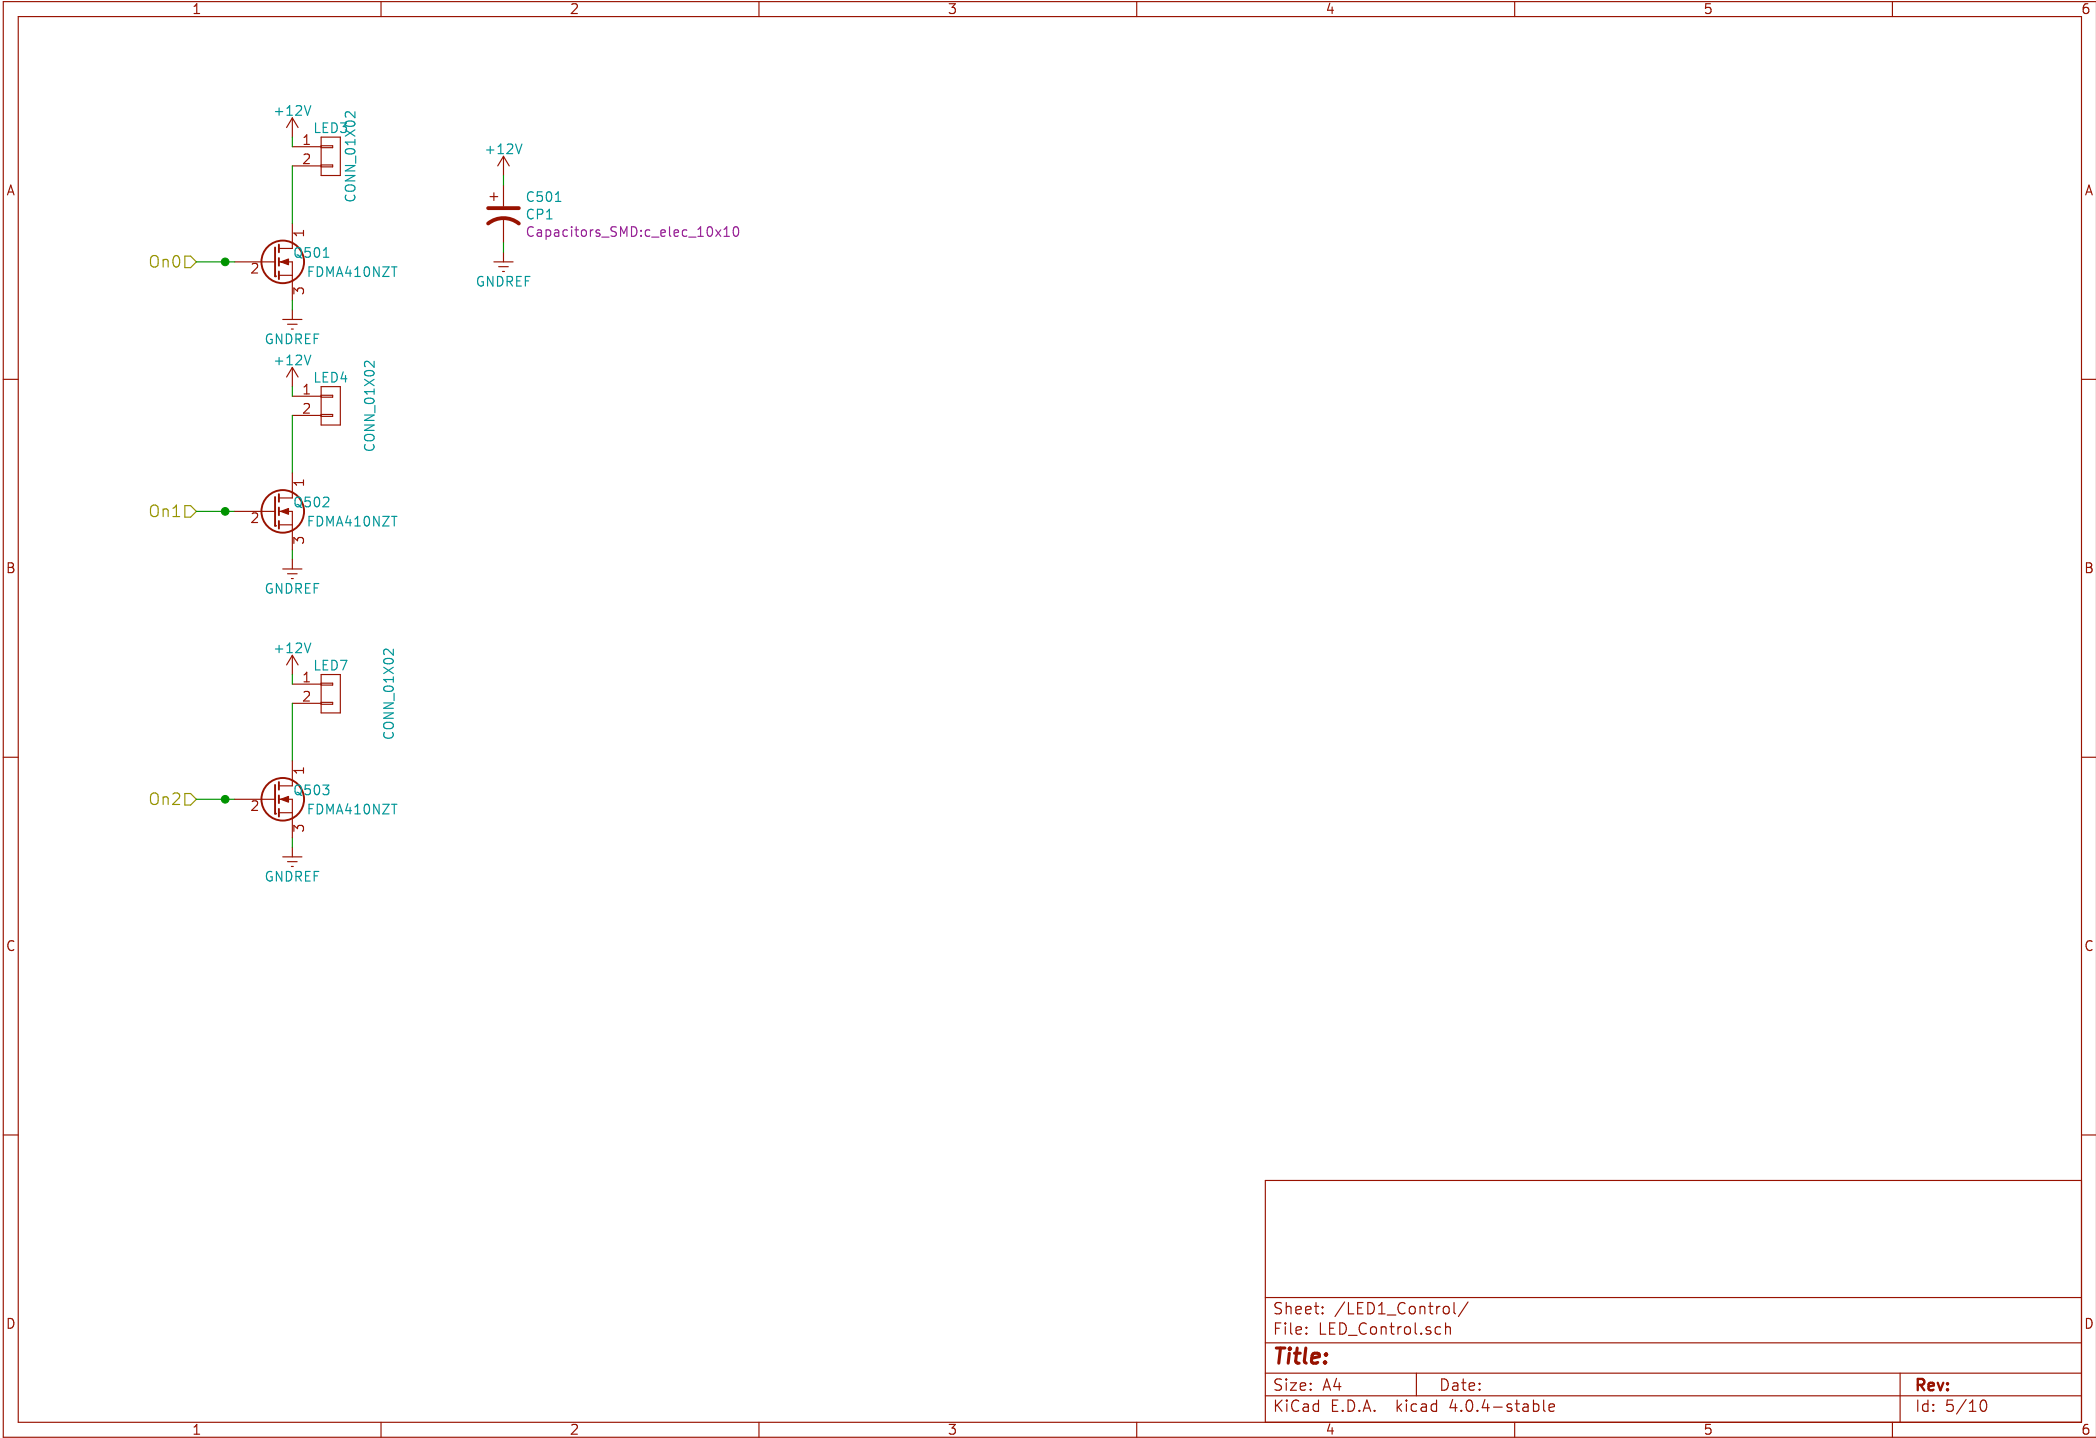 1 2 3 4 5 6
+12V
LED3
CONN_01X02
1
2
1
On0
2
Q501
FDMA410NZT
3
GNDREF
+12V
+
C501
CP1
Capacitors_SMD:c_elec_10x10
GNDREF
A A
+12V
LED4
CONN_01X02
1
2
1
On1
2
Q502
FDMA410NZT
3
GNDREF
B B
+12V
LED7
CONN_01X02
1
2
1
On2
2
Q503
FDMA410NZT
3
GNDREF
C C
D D
Sheet: /LED1_Control/
File: LED_Control.sch
Title:
Size: A4 Date: Rev:
KiCad E.D.A. kicad 4.0.4-stable Id: 5/10
1 2 3 4 5 6